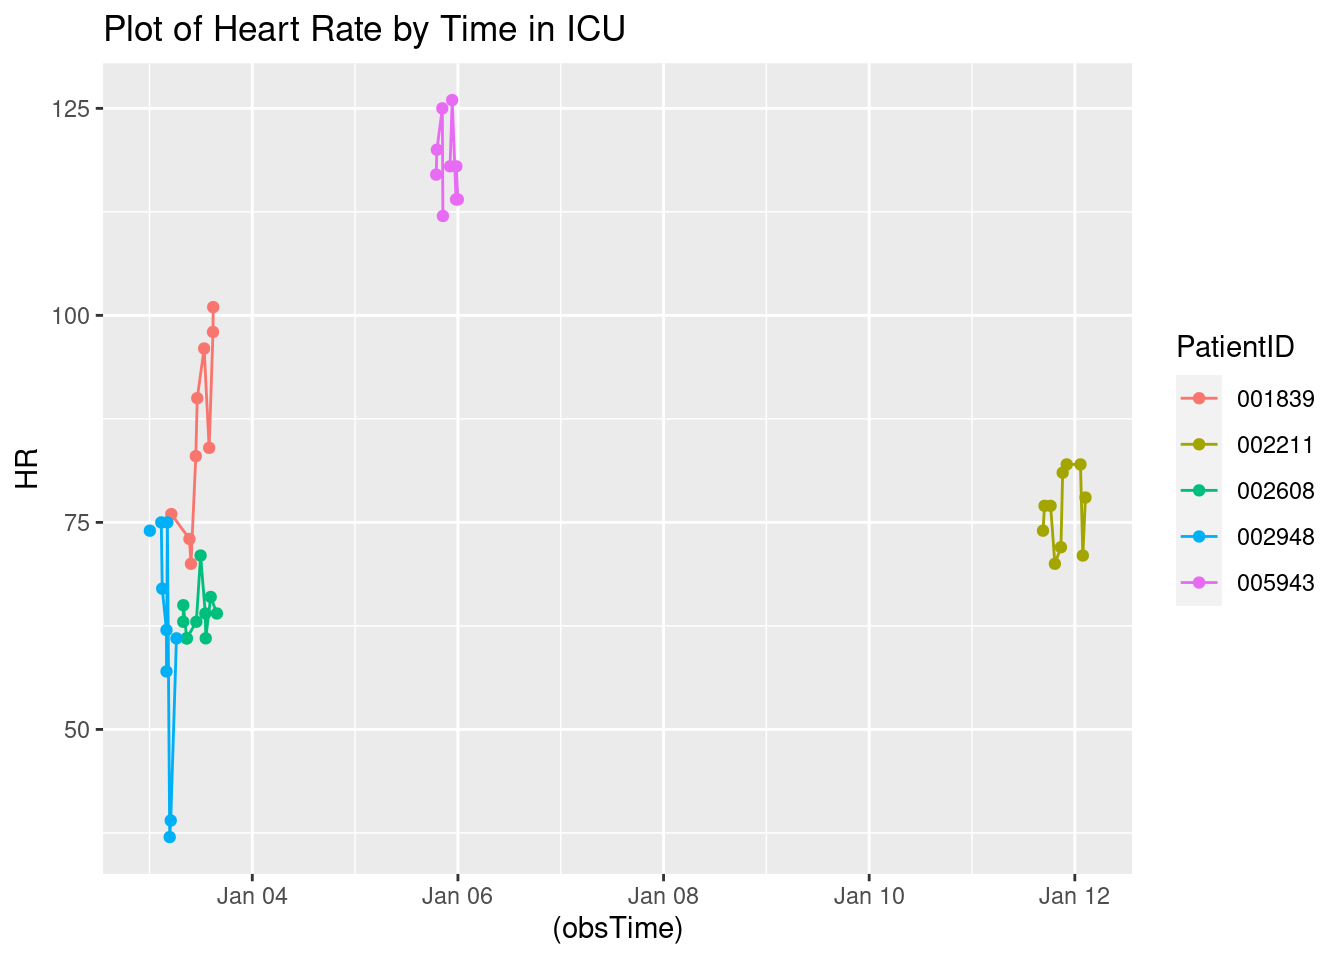 Plot of Heart Rate by Time in ICU
125
100
75
50
HR
Jan 04 Jan 06 Jan 08 Jan 10 Jan 12
(obsTime)
PatientID
001839
002211
002608
002948
005943